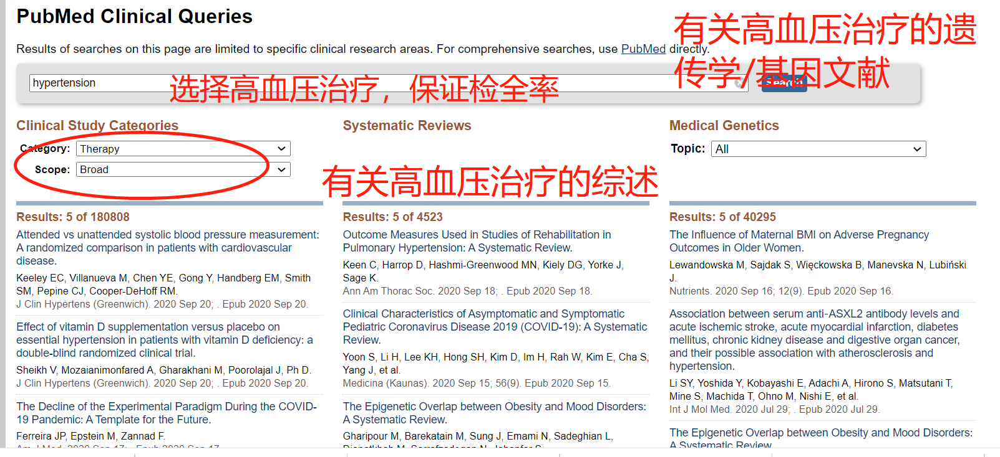 PubMed Clinical Queries
有关高血压治疗的遗
传学/基因文献
Results of searches on this page are limited to specific clinical research areas. For comprehensive searches, use PubMed directly.
hypertension
Search
选择高血压治疗，保证检全率
Clinical Study Categories
Category: Therapy
Scope: Broad
Systematic Reviews
Medical Genetics
Topic: All
有关高血压治疗的综述
Results: 5 of 180808
Attended vs unattended systolic blood pressure measurement:
A randomized comparison in patients with cardiovascular
disease.
Keeley EC, Villanueva M, Chen YE, Gong Y, Handberg EM, Smith
SM, Pepine CJ, Cooper-DeHoff RM.
J Clin Hypertens (Greenwich). 2020 Sep 20; . Epub 2020 Sep 20.
Effect of vitamin D supplementation versus placebo on
essential hypertension in patients with vitamin D deficiency: a
double-blind randomized clinical trial.
Sheikh V, Mozaianimonfared A, Gharakhani M, Poorolajal J, Ph D.
J Clin Hypertens (Greenwich). 2020 Sep 20; . Epub 2020 Sep 20.
The Decline of the Experimental Paradigm During the COVID-
19 Pandemic: A Template for the Future.
Ferreira JP, Epstein M, Zannad F.
Am J Med. 2020 Sep 17; . Epub 2020 Sep 17.
Results: 5 of 4523
Outcome Measures Used in Studies of Rehabilitation in
Pulmonary Hypertension: A Systematic Review.
Keen C, Harrop D, Hashmi-Greenwood MN, Kiely DG, Yorke J,
Sage K.
Ann Am Thorac Soc. 2020 Sep 18; . Epub 2020 Sep 18.
Clinical Characteristics of Asymptomatic and Symptomatic
Pediatric Coronavirus Disease 2019 (COVID-19): A Systematic
Review.
Yoon S, Li H, Lee KH, Hong SH, Kim D, Im H, Rah W, Kim E, Cha S,
Yang J, et al.
Medicina (Kaunas). 2020 Sep 15; 56(9). Epub 2020 Sep 15.
The Epigenetic Overlap between Obesity and Mood Disorders:
A Systematic Review.
Gharipour M, Barekatain M, Sung J, Emami N, Sadeghian L,
Results: 5 of 40295
The Influence of Maternal BMI on Adverse Pregnancy
Outcomes in Older Women.
Lewandowska M, Sajdak S, Więckowska B, Manevska N, Lubiński
J.
Nutrients. 2020 Sep 16; 12(9). Epub 2020 Sep 16.
Association between serum anti-ASXL2 antibody levels and
acute ischemic stroke, acute myocardial infarction, diabetes
mellitus, chronic kidney disease and digestive organ cancer,
and their possible association with atherosclerosis and
hypertension.
Li SY, Yoshida Y, Kobayashi E, Adachi A, Hirono S, Matsutani T,
Mine S, Machida T, Ohno M, Nishi E, et al.
Int J Mol Med. 2020 Jul 29; . Epub 2020 Jul 29.
The Epigenetic Overlap between Obesity and Mood Disorders:
A Systematic Review.